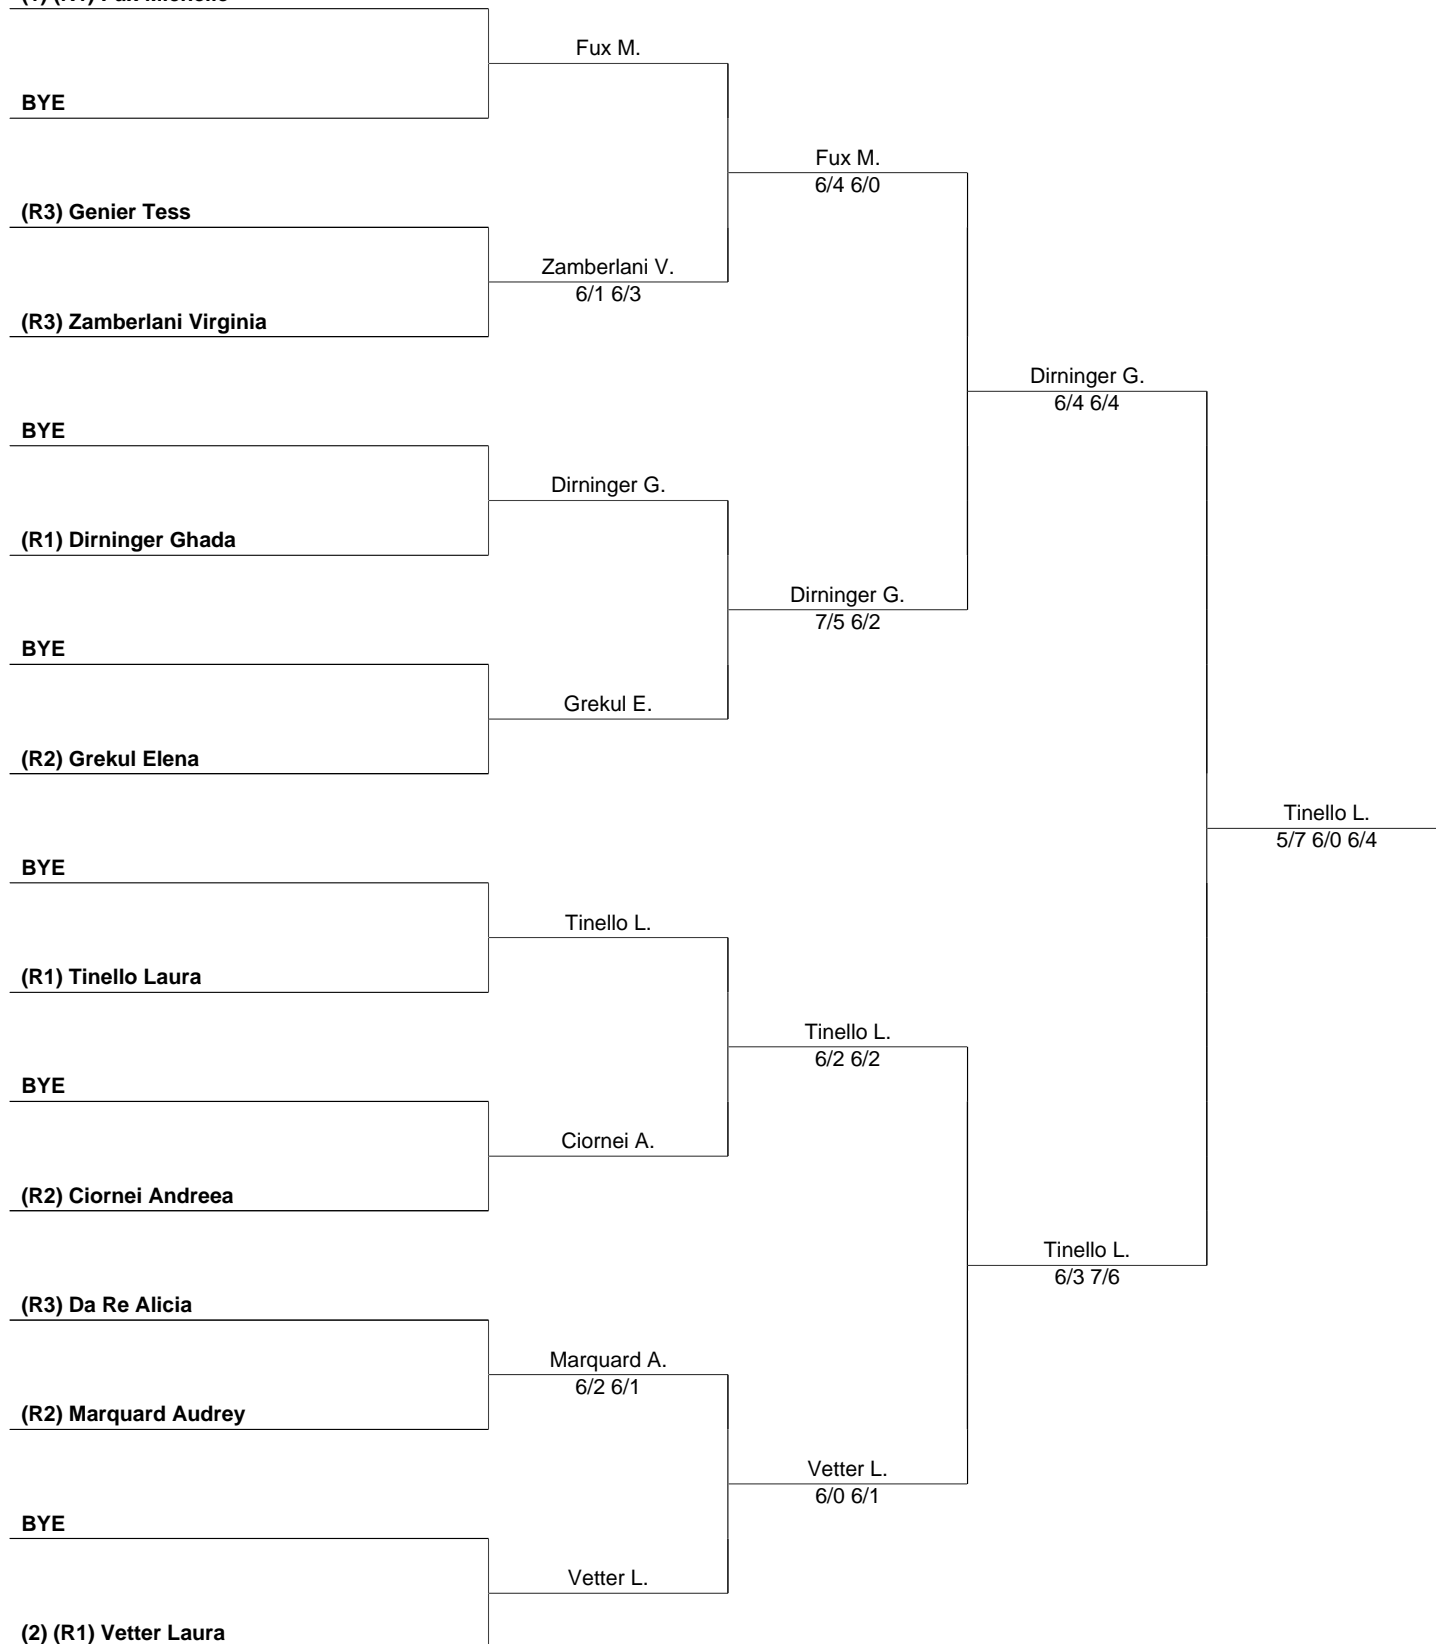 Fux M.
BYE
Fux M.
6/4 6/0
(R3) Genier Tess
Zamberlani V.
6/1 6/3
(R3) Zamberlani Virginia
Dirninger G.
6/4 6/4
BYE
Dirninger G.
(R1) Dirninger Ghada
Dirninger G.
7/5 6/2
BYE
Grekul E.
(R2) Grekul Elena
Tinello L.
5/7 6/0 6/4
BYE
Tinello L.
(R1) Tinello Laura
Tinello L.
6/2 6/2
BYE
Ciornei A.
(R2) Ciornei Andreea
Tinello L.
6/3 7/6
(R3) Da Re Alicia
Marquard A.
6/2 6/1
(R2) Marquard Audrey
Vetter L.
6/0 6/1
BYE
Vetter L.
(2) (R1) Vetter Laura